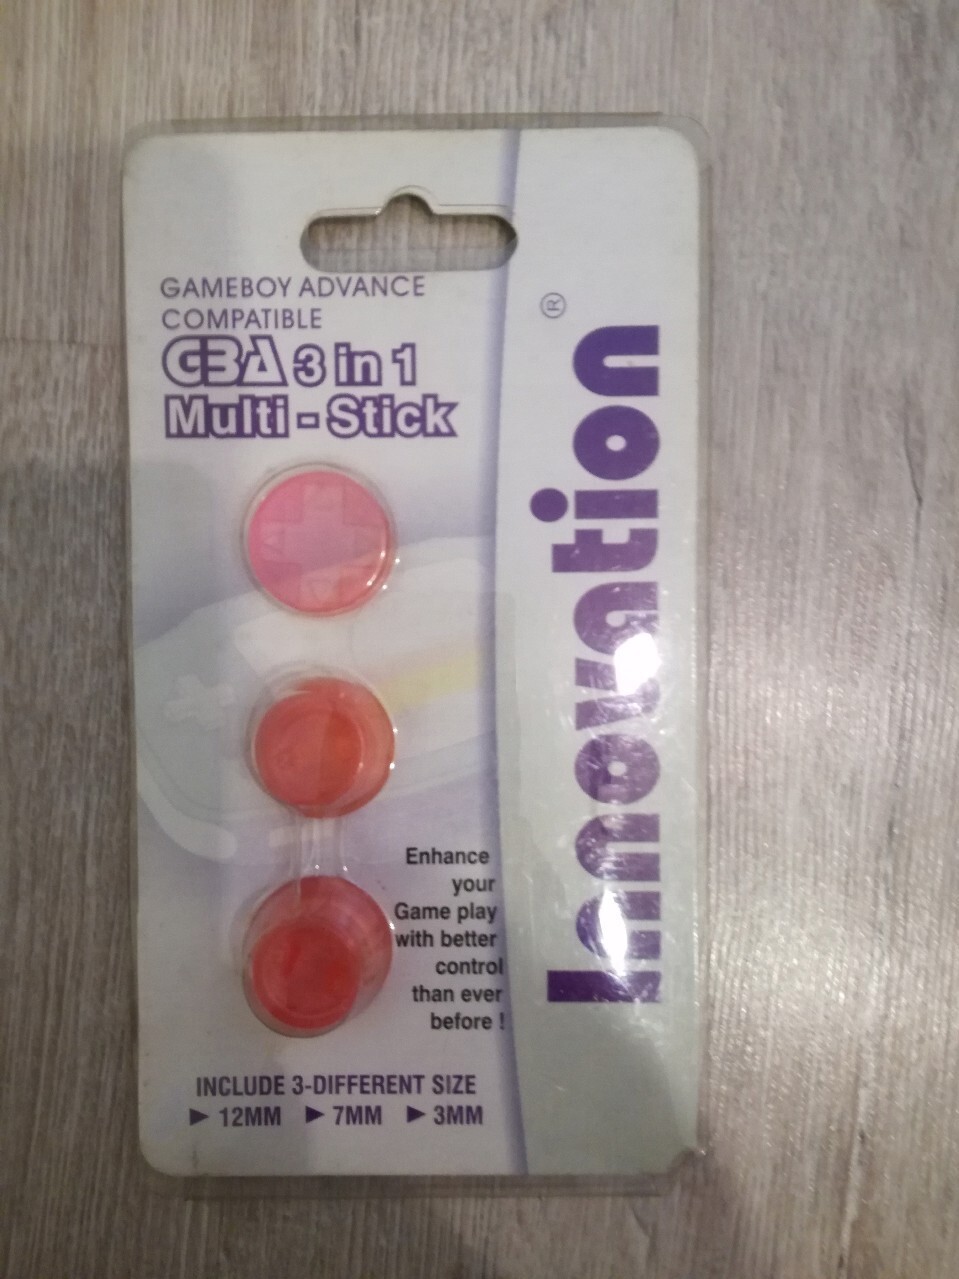 GAMEBOY ADVANCE
COMPATIBLE
GBA 3 in 1
Multi - Stick
Innovation®
Enhance
your
Game play
with better
control
than ever
before !
INCLUDE 3-DIFFERENT SIZE
▶ 12MM ▶ 7MM ▶ 3MM